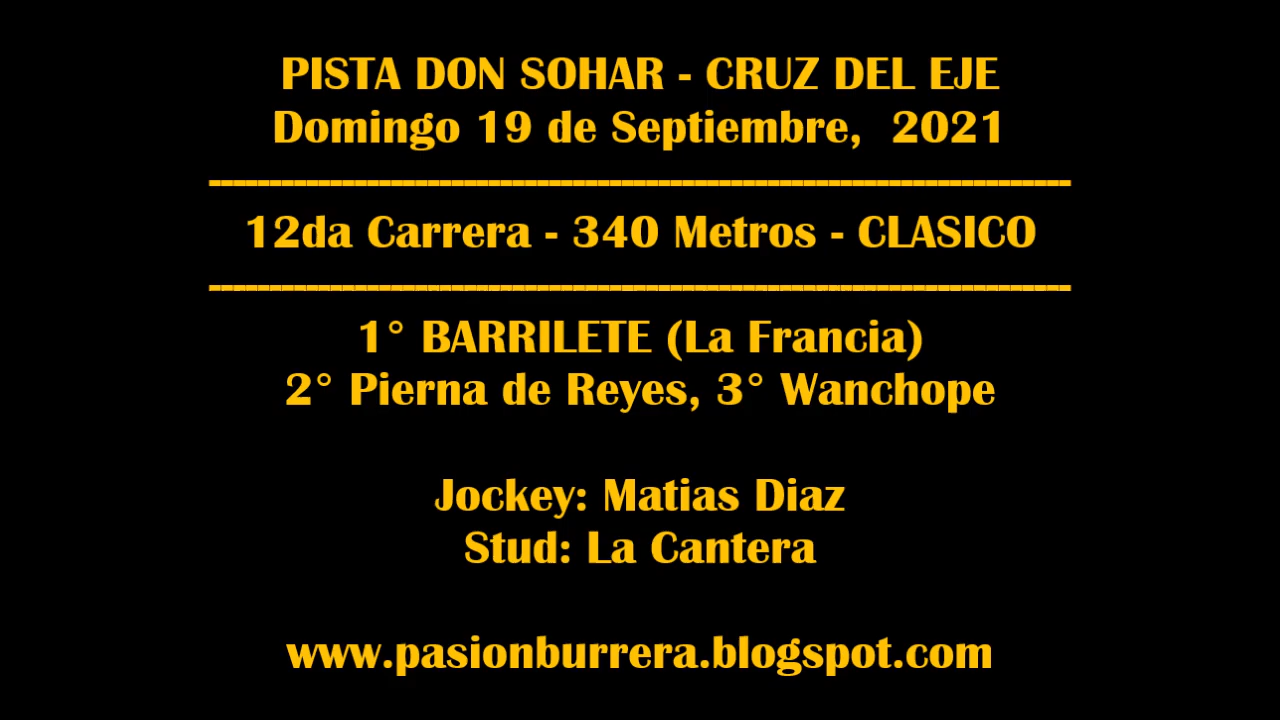 PISTA DON SOHAR - CRUZ DEL EJE
Domingo 19 de Septiembre,  2021
12da Carrera - 340 Metros - CLASICO
1° BARRILETE (La Francia)
2° Pierna de Reyes, 3° Wanchope
Jockey: Matias Diaz
Stud: La Cantera
www.pasionburrera.blogspot.com